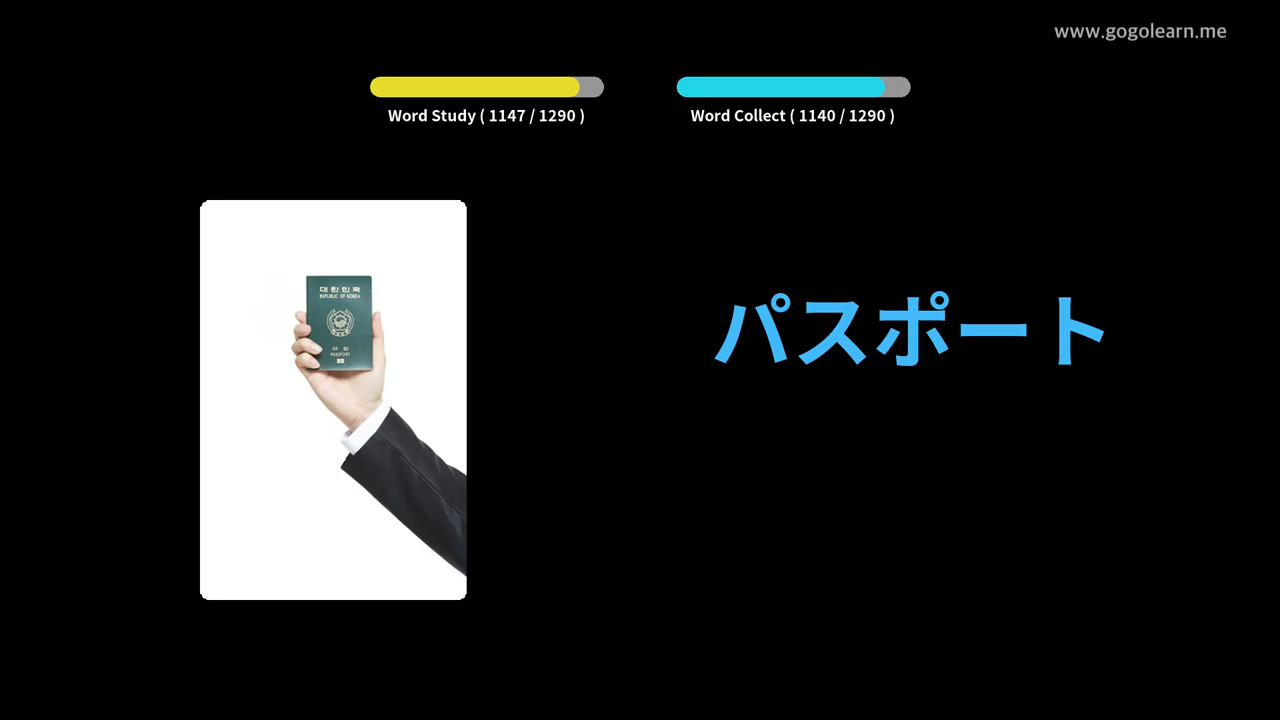 www.gogolearn.me
Word Study ( 1147 / 1290 )
Word Collect ( 1140 / 1290 )
대한민국
REPUBLIC OF KOREA
PASSPORT
パスポート